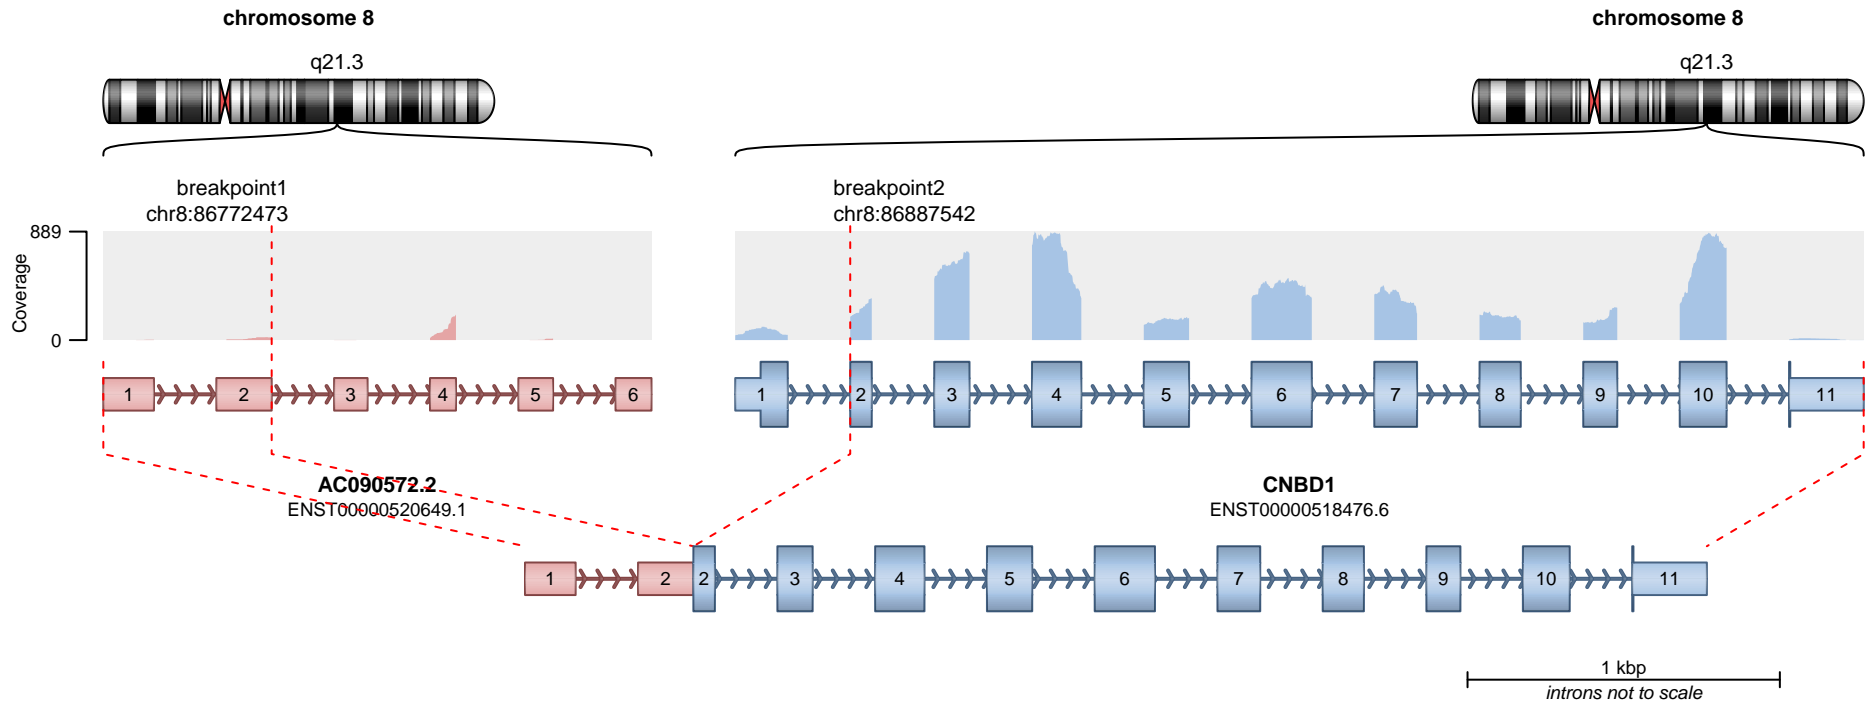 chromosome 8
chromosome 8
q21.3
q21.3
breakpoint1
chr8:86772473
breakpoint2
chr8:86887542
889
0
Coverage
1 2 3 4 5 6
1 2 3 4 5 6 7 8 9 10 11
AC090572.2
ENST00000520649.1
CNBD1
ENST00000518476.6
1 2 2 3 4 5 6 7 8 9 10 11
1 kbp
introns not to scale